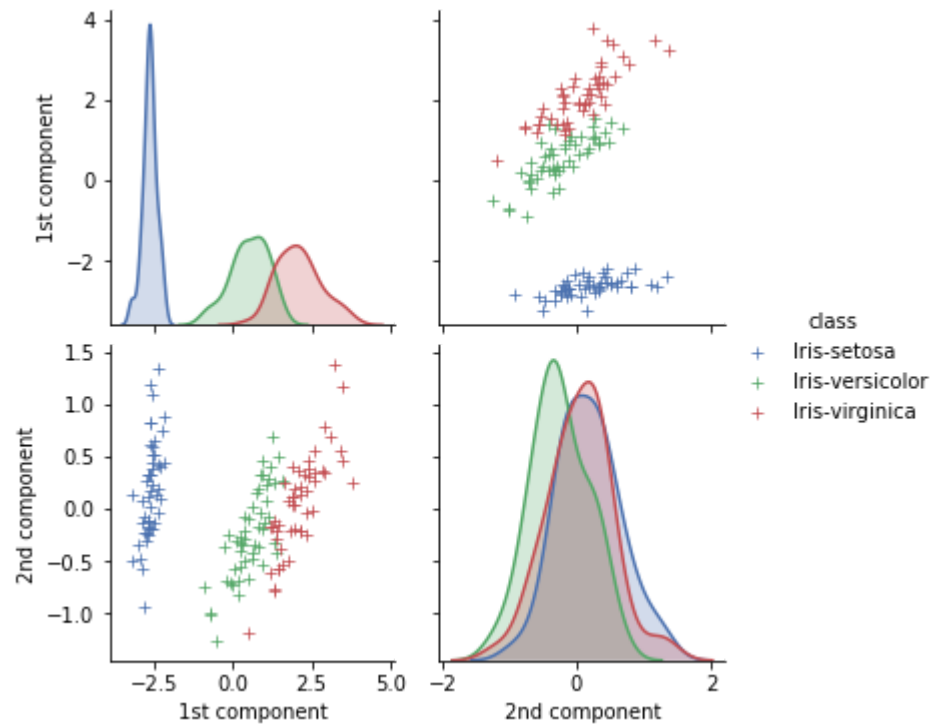 4
2
0
−2
1st component
class
Iris-setosa
Iris-versicolor
Iris-virginica
1.5
1.0
0.5
0.0
−0.5
−1.0
2nd component
−2.5 0.0 2.5 5.0
1st component
−2 0 2
2nd component